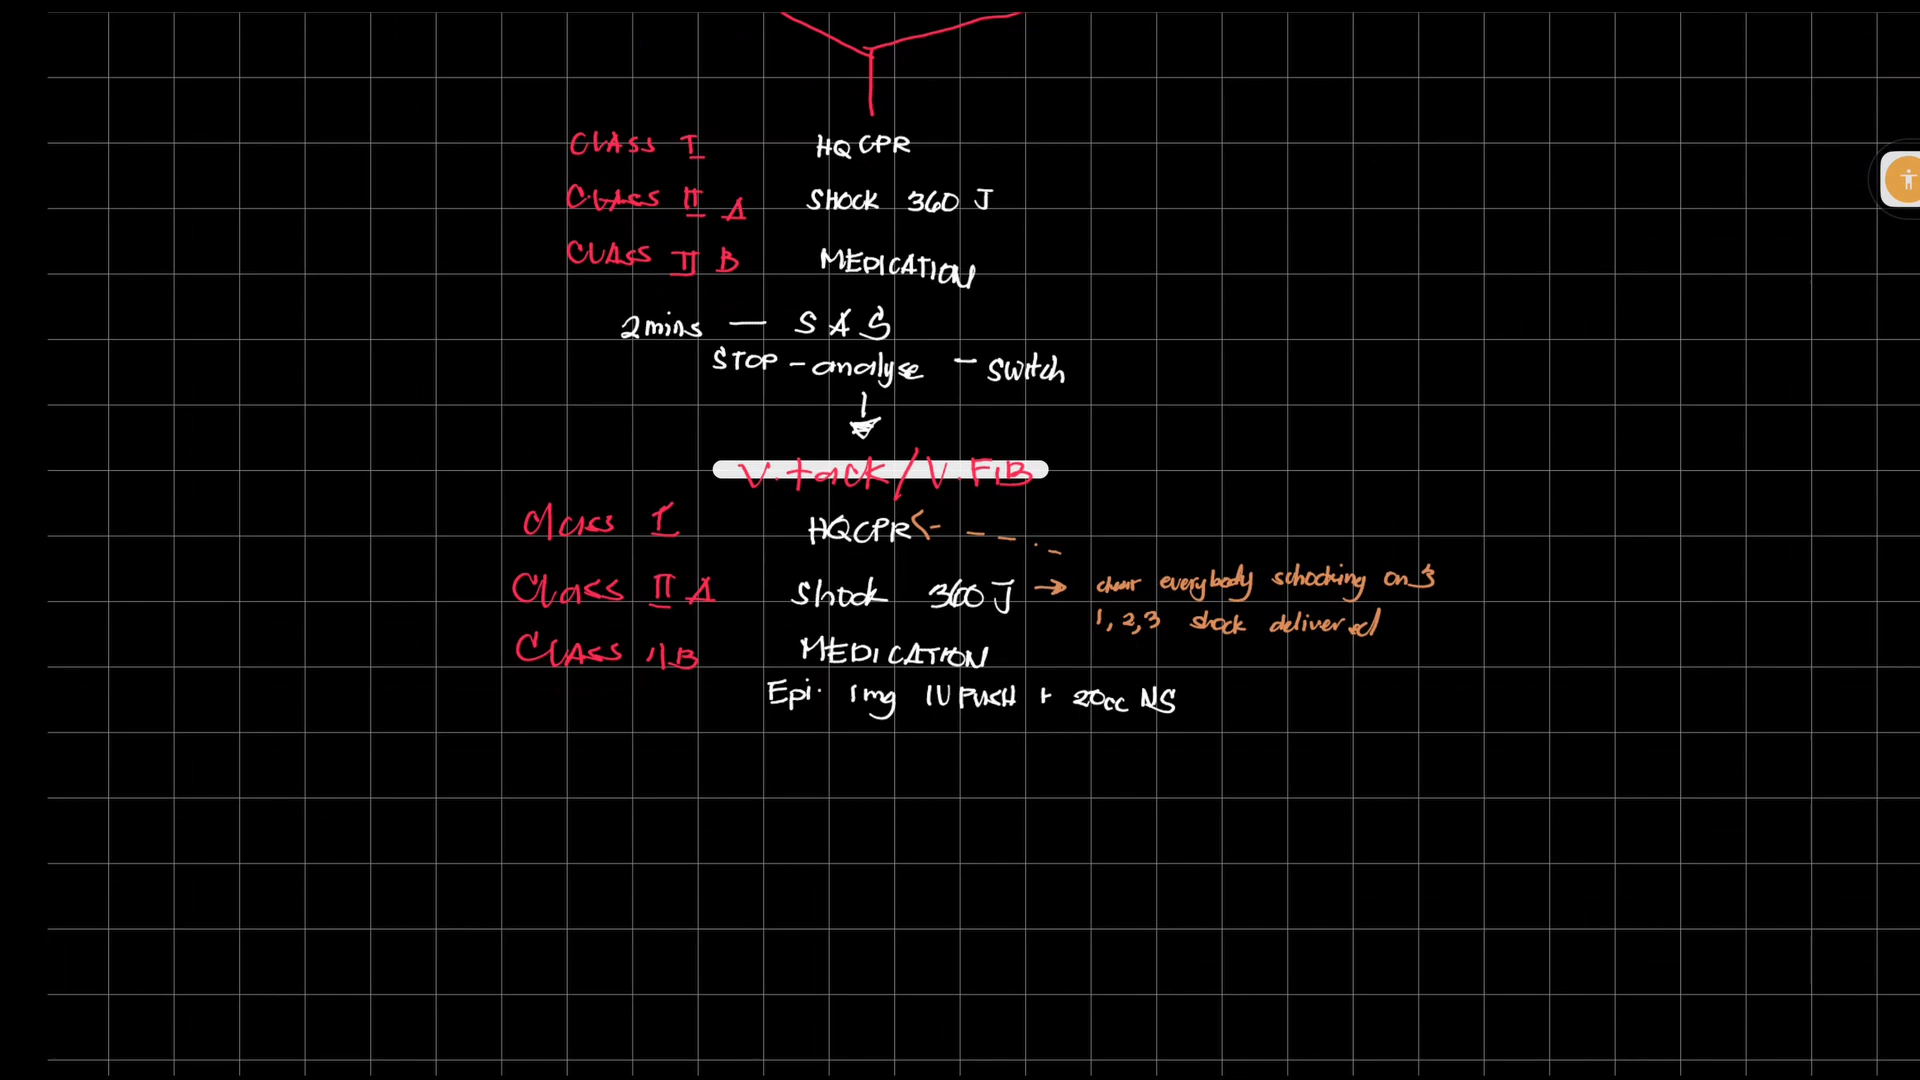 CLASS I HQ CPR
CLASS II A SHOCK 360 J
CLASS II B MEDICATION
2mins — S A S
STOP - analyse - switch
V.tack/V.FIB
Class I HQCPR
Class II A Shock 360J → clear everybody schocking on 3
1, 2, 3 shock delivered
CLASS IIB MEDICATION
Epi. 1mg IV PUSH + 20cc NS